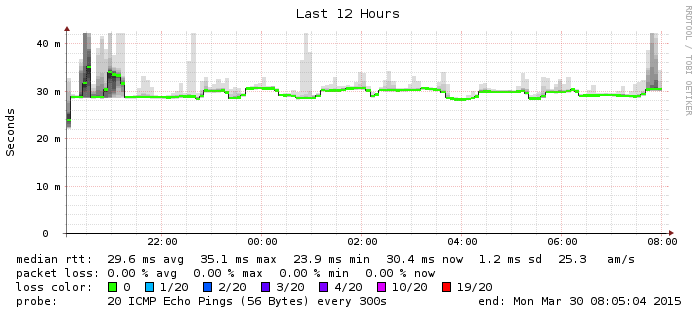 Last 12 Hours
RRDTOOL / TOBI OETIKER
Seconds
40 m
30 m
20 m
10 m
0
22:00 00:00 02:00 04:00 06:00 08:00
median rtt: 29.6 ms avg 35.1 ms max 23.9 ms min 30.4 ms now 1.2 ms sd 25.3 am/s
packet loss: 0.00 % avg 0.00 % max 0.00 % min 0.00 % now
loss color: 0 1/20 2/20 3/20 4/20 10/20 19/20
probe: 20 ICMP Echo Pings (56 Bytes) every 300s end: Mon Mar 30 08:05:04 2015